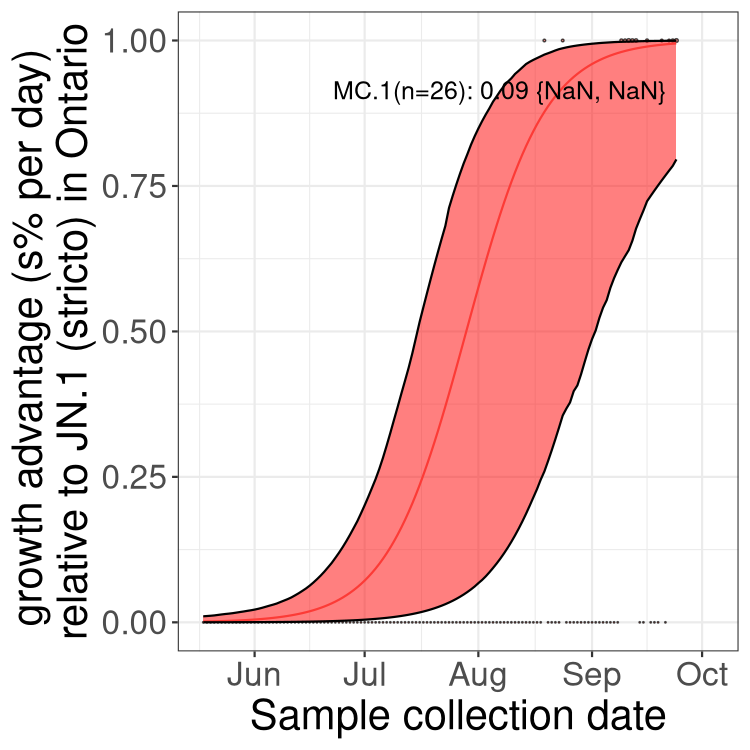 growth advantage (s% per day)
relative to JN.1 (stricto) in Ontario
1.00
0.75
0.50
0.25
0.00
MC.1(n=26): 0.09 {NaN, NaN}
Jun Jul Aug Sep Oct
Sample collection date